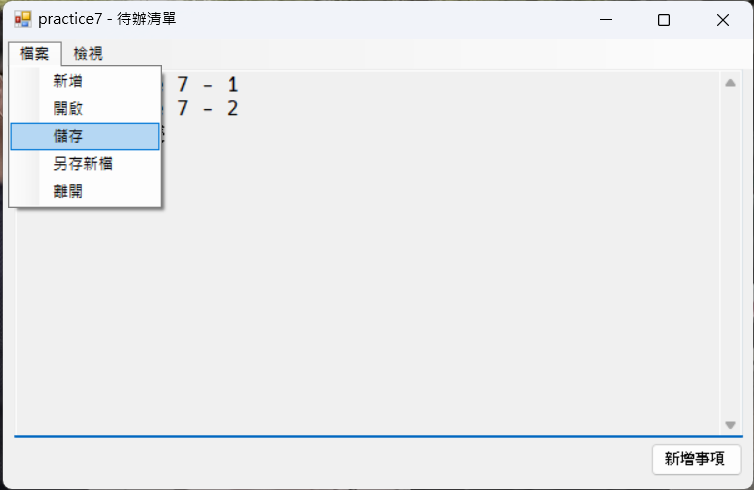 practice7 - 待辦清單
檔案 檢視
新增
開啟
儲存
另存新檔
離開
7 - 1
7 - 2
新增事項